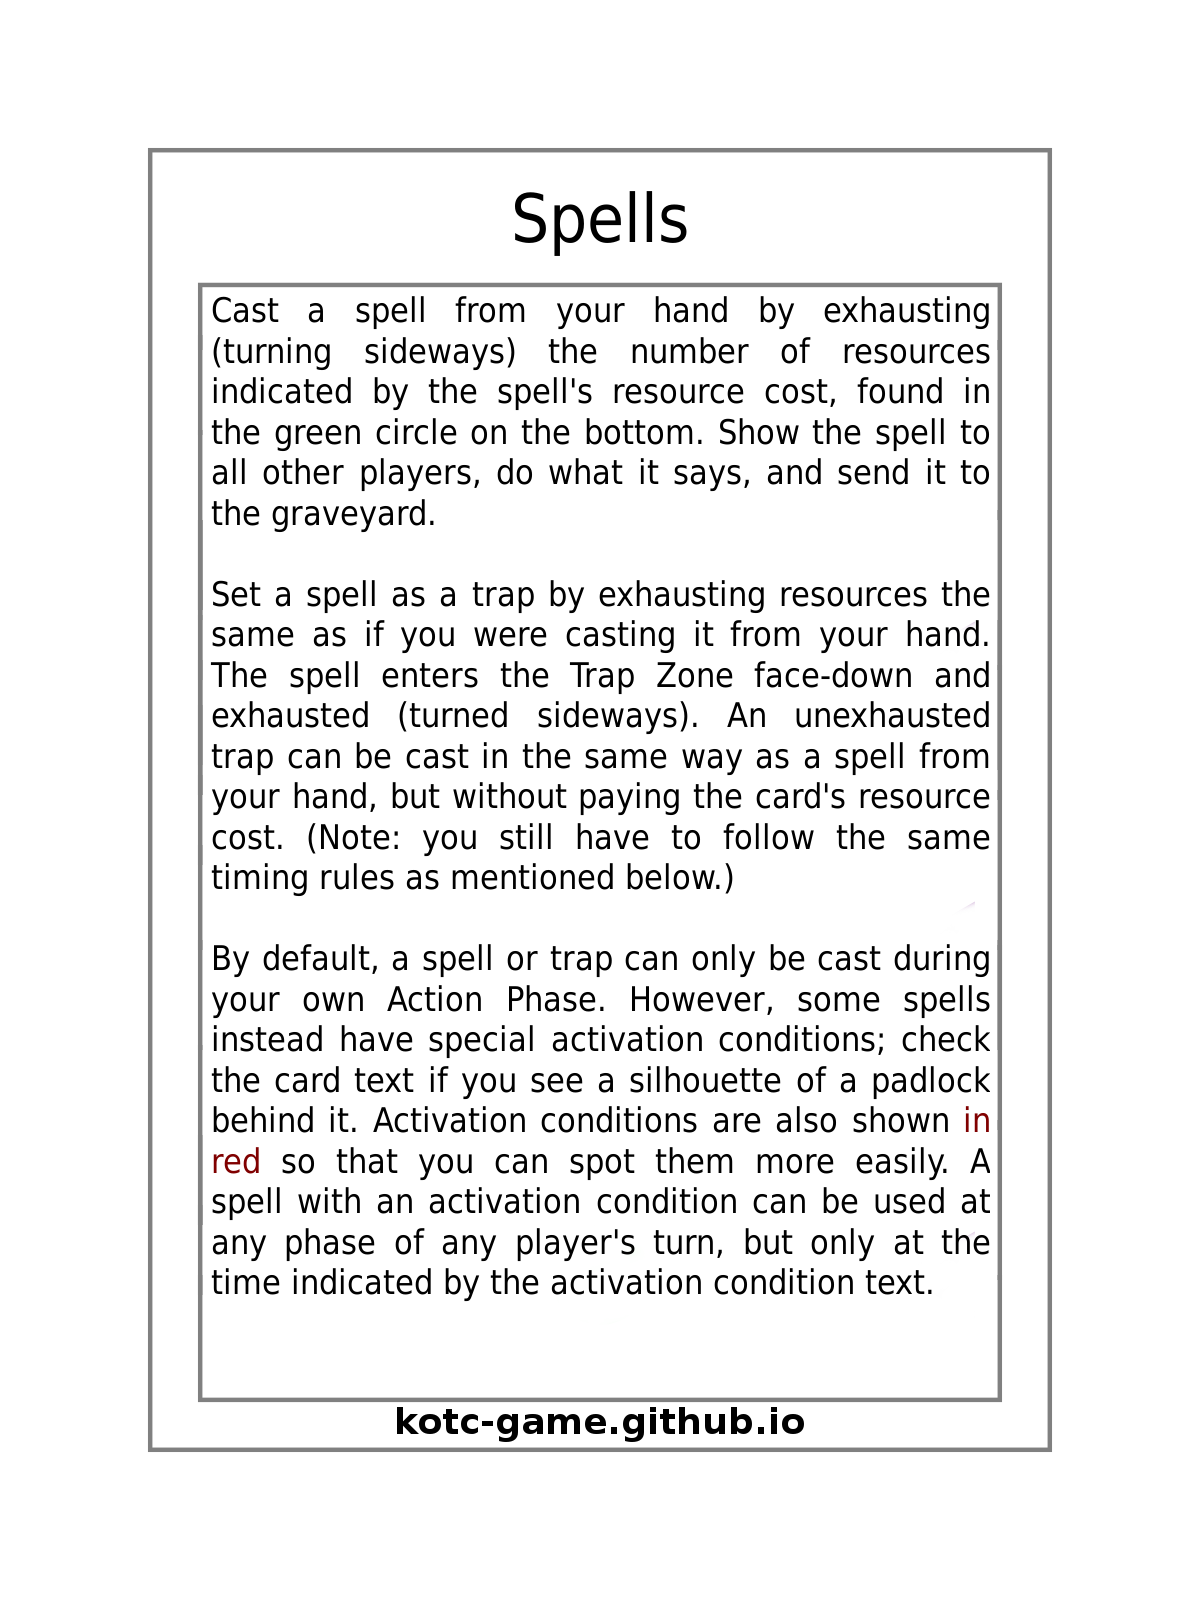 Spells
Cast a spell from your hand by exhausting
(turning sideways) the number of resources
indicated by the spell's resource cost, found in
the green circle on the bottom. Show the spell to
all other players, do what it says, and send it to
the graveyard.
Set a spell as a trap by exhausting resources the
same as if you were casting it from your hand.
The spell enters the Trap Zone face-down and
exhausted (turned sideways). An unexhausted
trap can be cast in the same way as a spell from
your hand, but without paying the card's resource
cost. (Note: you still have to follow the same
timing rules as mentioned below.)
By default, a spell or trap can only be cast during
your own Action Phase. However, some spells
instead have special activation conditions; check
the card text if you see a silhouette of a padlock
behind it. Activation conditions are also shown in
red so that you can spot them more easily. A
spell with an activation condition can be used at
any phase of any player's turn, but only at the
time indicated by the activation condition text.
kotc-game.github.io